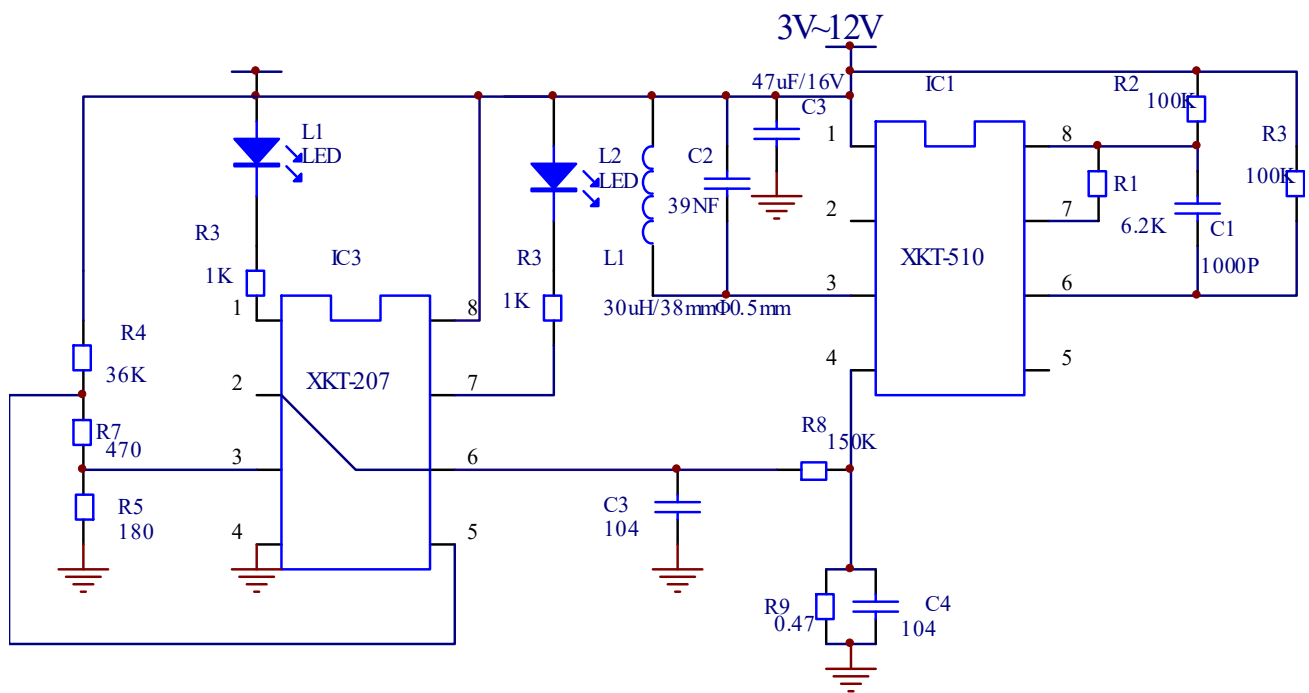 3V~12V
47uF/16V
C3
IC1
R2
100K
R3
100K
L1
LED
L2
LED
C2
39NF
1
2
3
4
8
7
6
5
XKT-510
R1
6.2K
C1
1000P
R3
1K
IC3
R3
1K
L1
30uH/38mmΦ0.5mm
R4
36K
R7
470
R5
180
1
2
3
4
8
7
6
5
XKT-207
R8
150K
C3
104
R9
0.47
C4
104